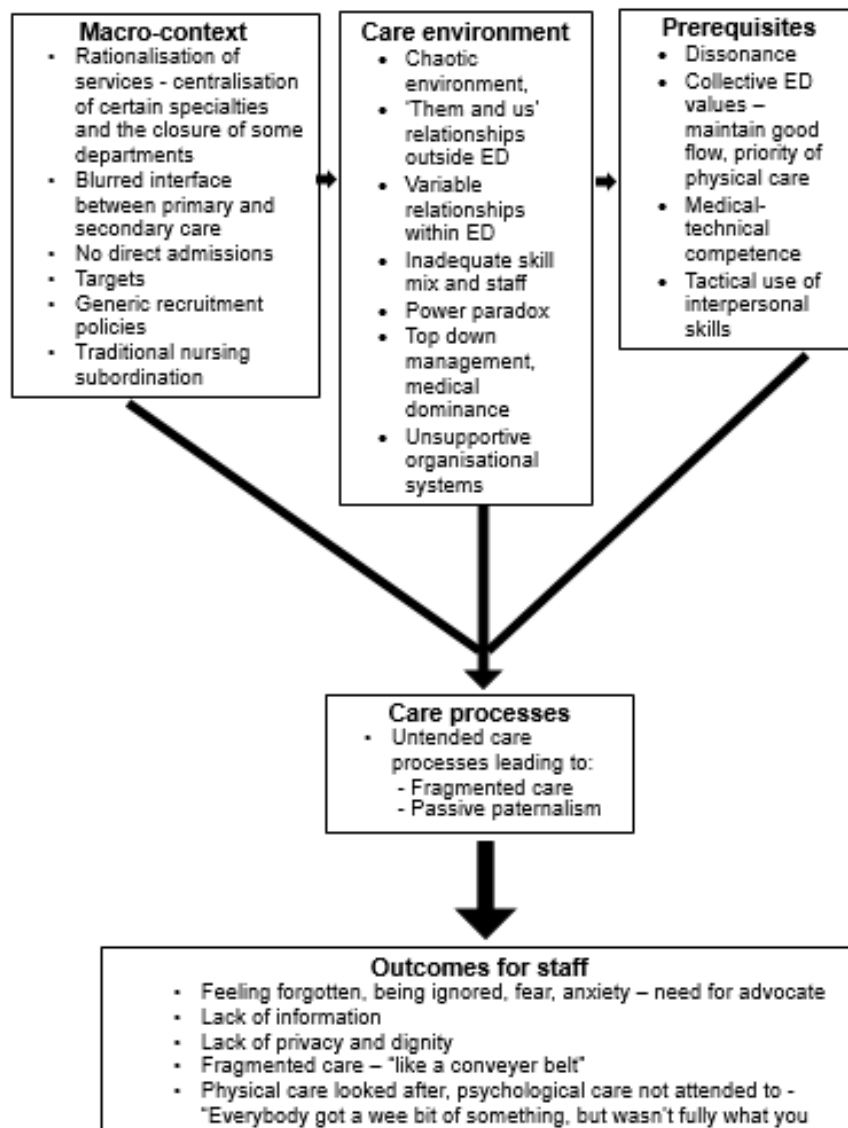 Macro-context
▪ Rationalisation of
services - centralisation
of certain specialties
and the closure of some
departments
▪ Blurred interface
between primary and
secondary care
▪ No direct admissions
▪ Targets
▪ Generic recruitment
policies
▪ Traditional nursing
subordination
Care environment
• Chaotic
environment,
• ‘Them and us’
relationships
outside ED
• Variable
relationships
within ED
• Inadequate skill
mix and staff
• Power paradox
• Top down
management,
medical
dominance
• Unsupportive
organisational
systems
Prerequisites
• Dissonance
• Collective ED
values –
maintain good
flow, priority of
physical care
• Medical-
technical
competence
• Tactical use of
interpersonal
skills
Care processes
▪ Untended care
processes leading to:
- Fragmented care
- Passive paternalism
Outcomes for staff
▪ Feeling forgotten, being ignored, fear, anxiety – need for advocate
▪ Lack of information
▪ Lack of privacy and dignity
▪ Fragmented care – "like a conveyer belt"
▪ Physical care looked after, psychological care not attended to -
"Everybody got a wee bit of something, but wasn't fully what you